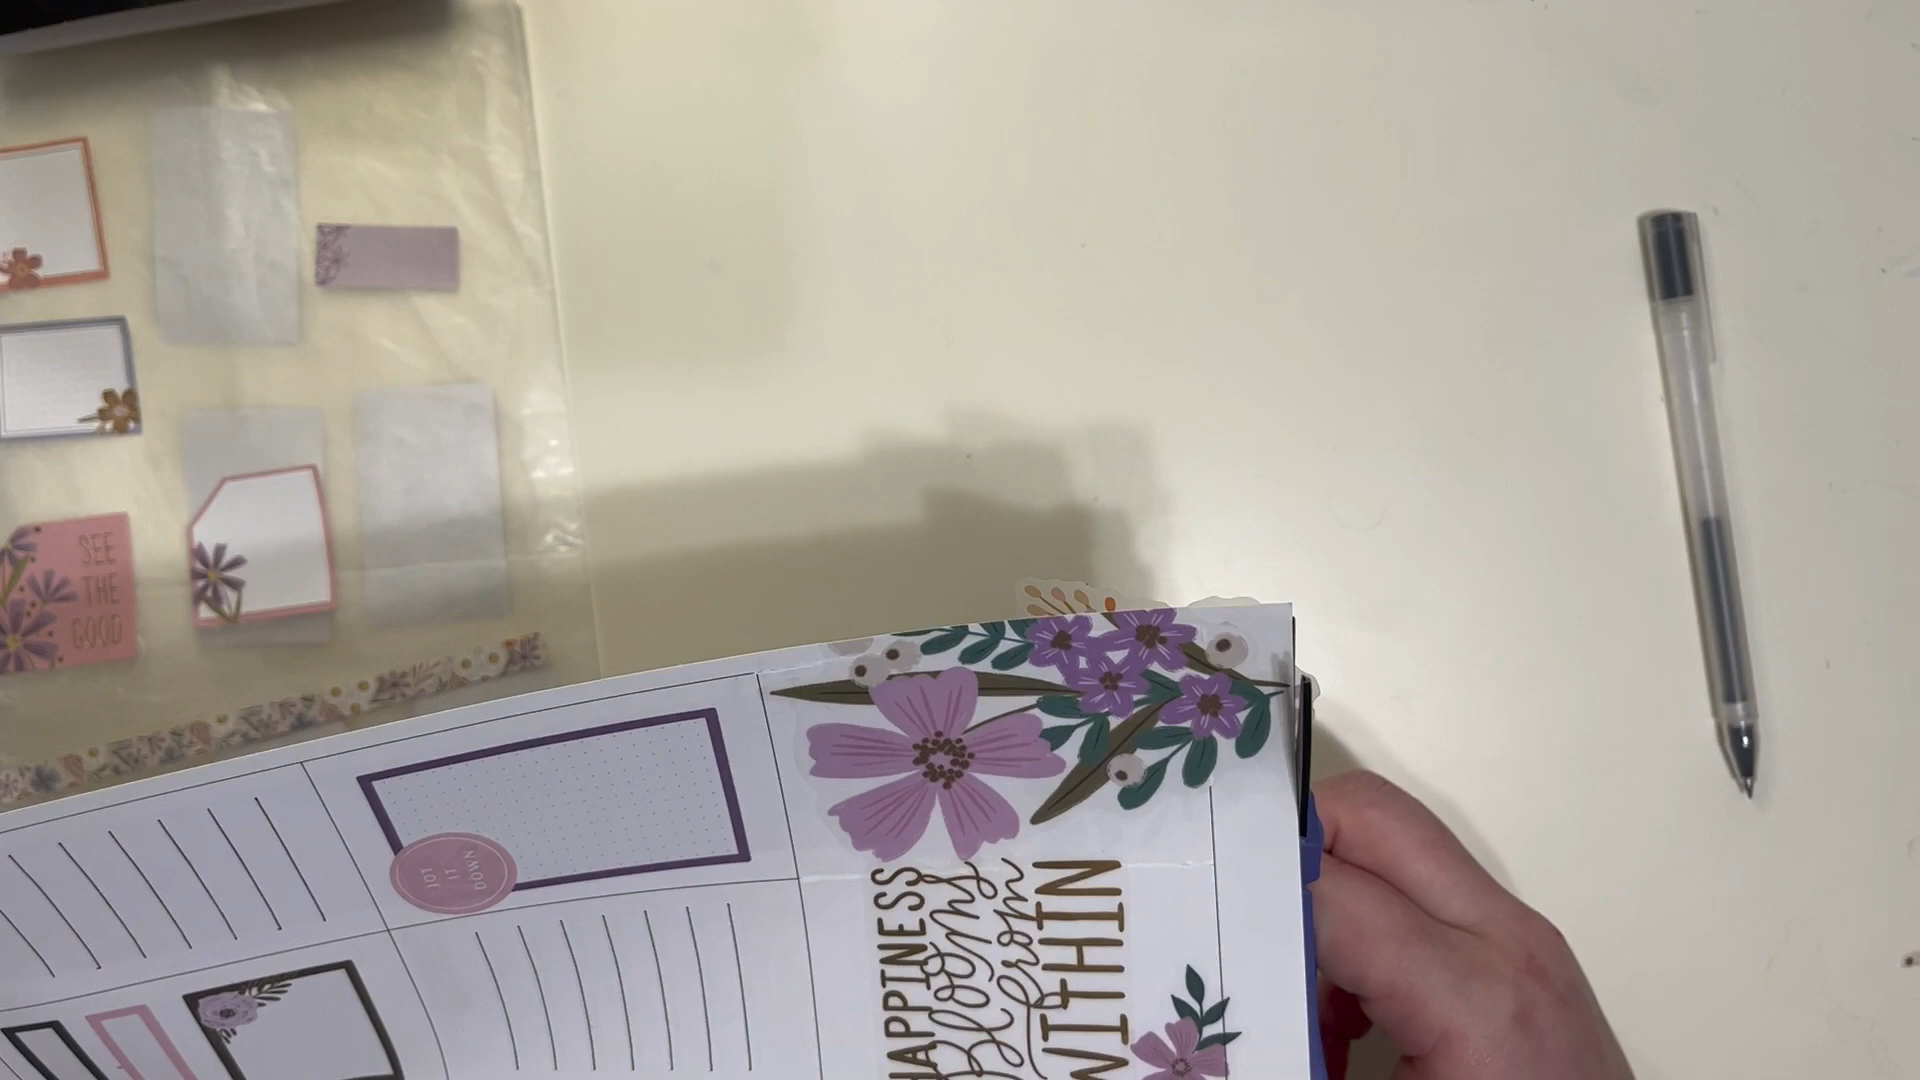 SEE
THE
GOOD
JOT
IT
DOWN
HAPPINESS
Blooms
from
WITHIN